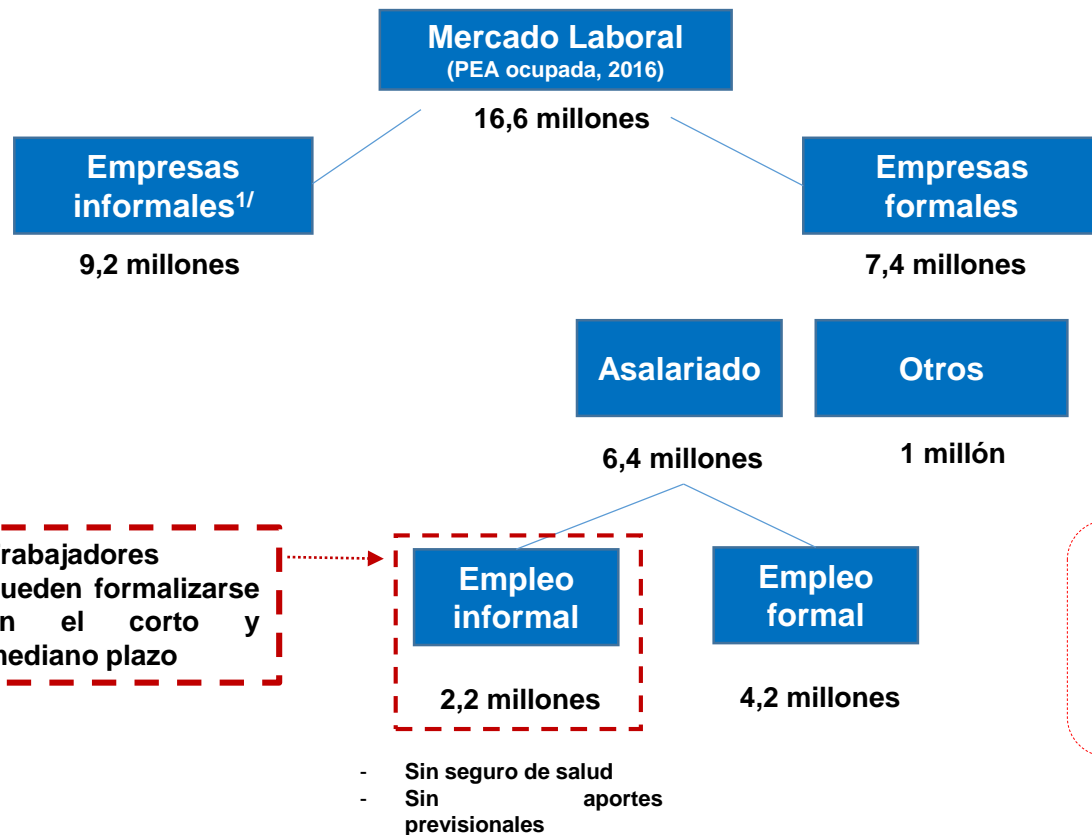 Mercado Laboral
(PEA ocupada, 2016)
16,6 millones
Empresas
informales1/
Empresas
formales
9,2 millones
7,4 millones
Asalariado
Otros
6,4 millones
1 millón
rabajadores
ueden formalizarse
n el corto y
mediano plazo
Empleo
informal
Empleo
formal
2,2 millones
4,2 millones
- Sin seguro de salud
- Sin aportes
previsionales